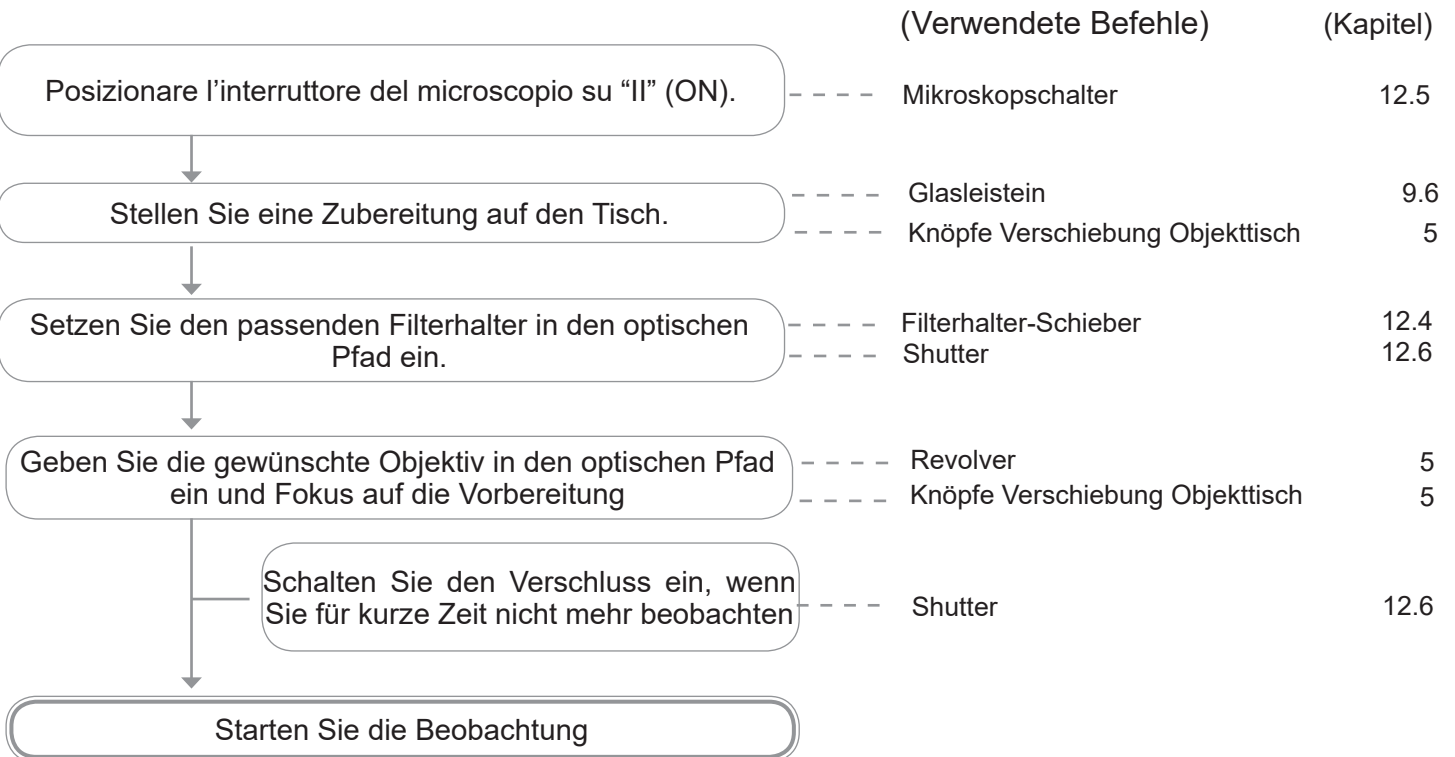 (Verwendete Befehle) (Kapitel)
Posizionare l’interruttore del microscopio su “II” (ON). Mikroskopschalter 12.5
Stellen Sie eine Zubereitung auf den Tisch.
Glasleistein 9.6
Knöpfe Verschiebung Objekttisch 5
Setzen Sie den passenden Filterhalter in den optischen
Pfad ein.
Filterhalter-Schieber 12.4
Shutter 12.6
Geben Sie die gewünschte Objektiv in den optischen Pfad
ein und Fokus auf die Vorbereitung
Revolver 5
Knöpfe Verschiebung Objekttisch 5
Schalten Sie den Verschluss ein, wenn
Sie für kurze Zeit nicht mehr beobachten
Shutter 12.6
Starten Sie die Beobachtung